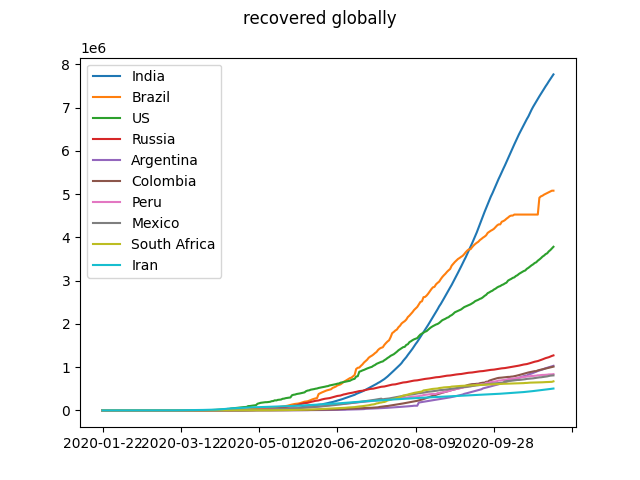 recovered globally
1e6
8
7
6
5
4
3
2
1
0
India
Brazil
US
Russia
Argentina
Colombia
Peru
Mexico
South Africa
Iran
2020-01-22 2020-03-12 2020-05-01 2020-06-20 2020-08-09 2020-09-28